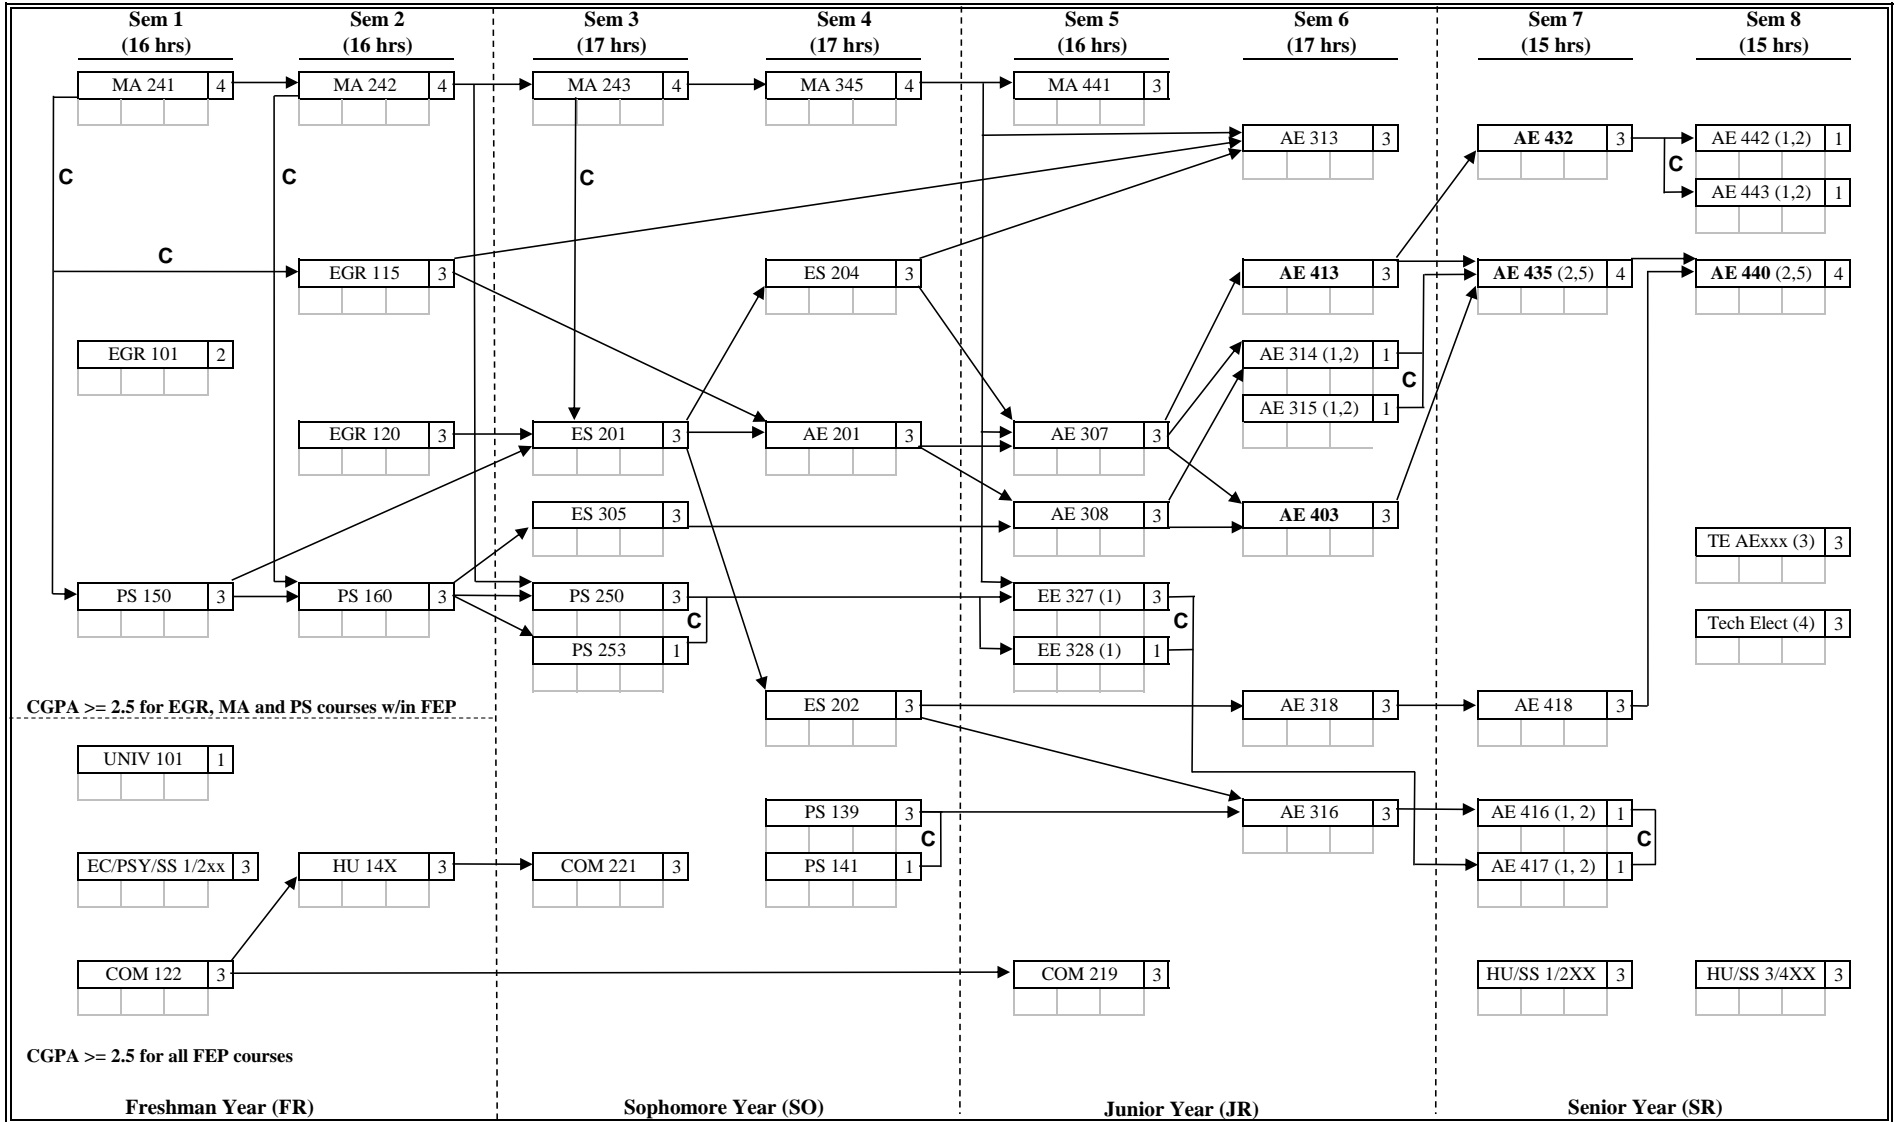 Sem 1 Sem 2 Sem 3 Sem 4 Sem 5 Sem 6 Sem 7 Sem 8
(16 hrs) (16 hrs) (17 hrs) (17 hrs) (16 hrs) (17 hrs) (15 hrs) (15 hrs)
MA 241 4 MA 242 4 MA 243 4 MA 345 4 MA 441 3
AE 313 3 AE 432 3 AE 442 (1,2) 1
C C C C
AE 443 (1,2) 1
C
EGR 115 3 ES 204 3 AE 413 3 AE 435 (2,5) 4 AE 440 (2,5) 4
EGR 101 2 AE 314 (1,2) 1
C
AE 315 (1,2) 1
EGR 120 3 ES 201 3 AE 201 3 AE 307 3
ES 305 3 AE 308 3 AE 403 3
TE AExxx (3) 3
PS 150 3 PS 160 3 PS 250 3 EE 327 (1) 3
C C Tech Elect (4) 3
PS 253 1 EE 328 (1) 1
CGPA >= 2.5 for EGR, MA and PS courses w/in FEP ES 202 3 AE 318 3 AE 418 3
UNIV 101 1
PS 139 3 AE 316 3 AE 416 (1, 2) 1
C C
EC/PSY/SS 1/2xx 3 HU 14X 3 COM 221 3 PS 141 1 AE 417 (1, 2) 1
COM 122 3 COM 219 3 HU/SS 1/2XX 3 HU/SS 3/4XX 3
CGPA >= 2.5 for all FEP courses
Freshman Year (FR) Sophomore Year (SO) Junior Year (JR) Senior Year (SR)